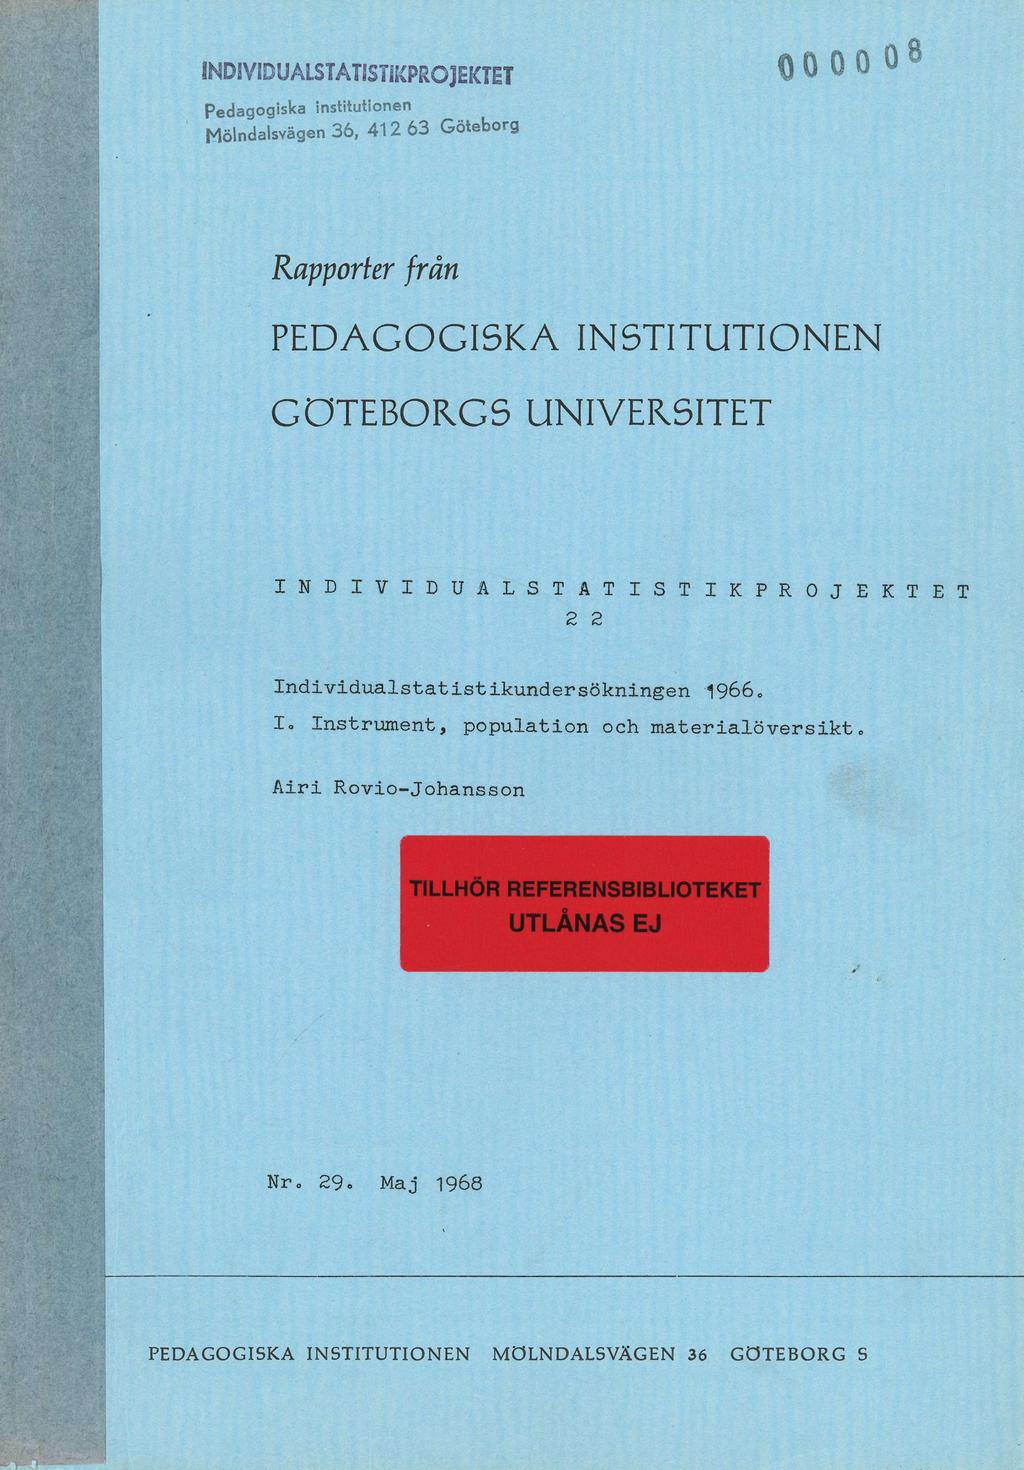 INDIVIDUALSTATISTIKPROJEKTET
000008
Pedagogiska institutionen
Mölndalsvägen 36, 412 63 Göteborg
Rapporter från
PEDAGOGISKA INSTITUTIONEN
GÖTEBORGS UNIVERSITET
I N D I V I D U A L S T A T I S T I K P R O J E K T E T
2 2
Individualstatistikundersökningen 1966.
I. Instrument, population och materialöversikt.
Airi Rovio-Johansson
TILLHÖR REFERENSBIBLIOTEKET
UTLÅNAS EJ
Nr. 29. Maj 1968
PEDAGOGISKA INSTITUTIONEN MÖLNDALSVÄGEN 36 GÖTEBORG S